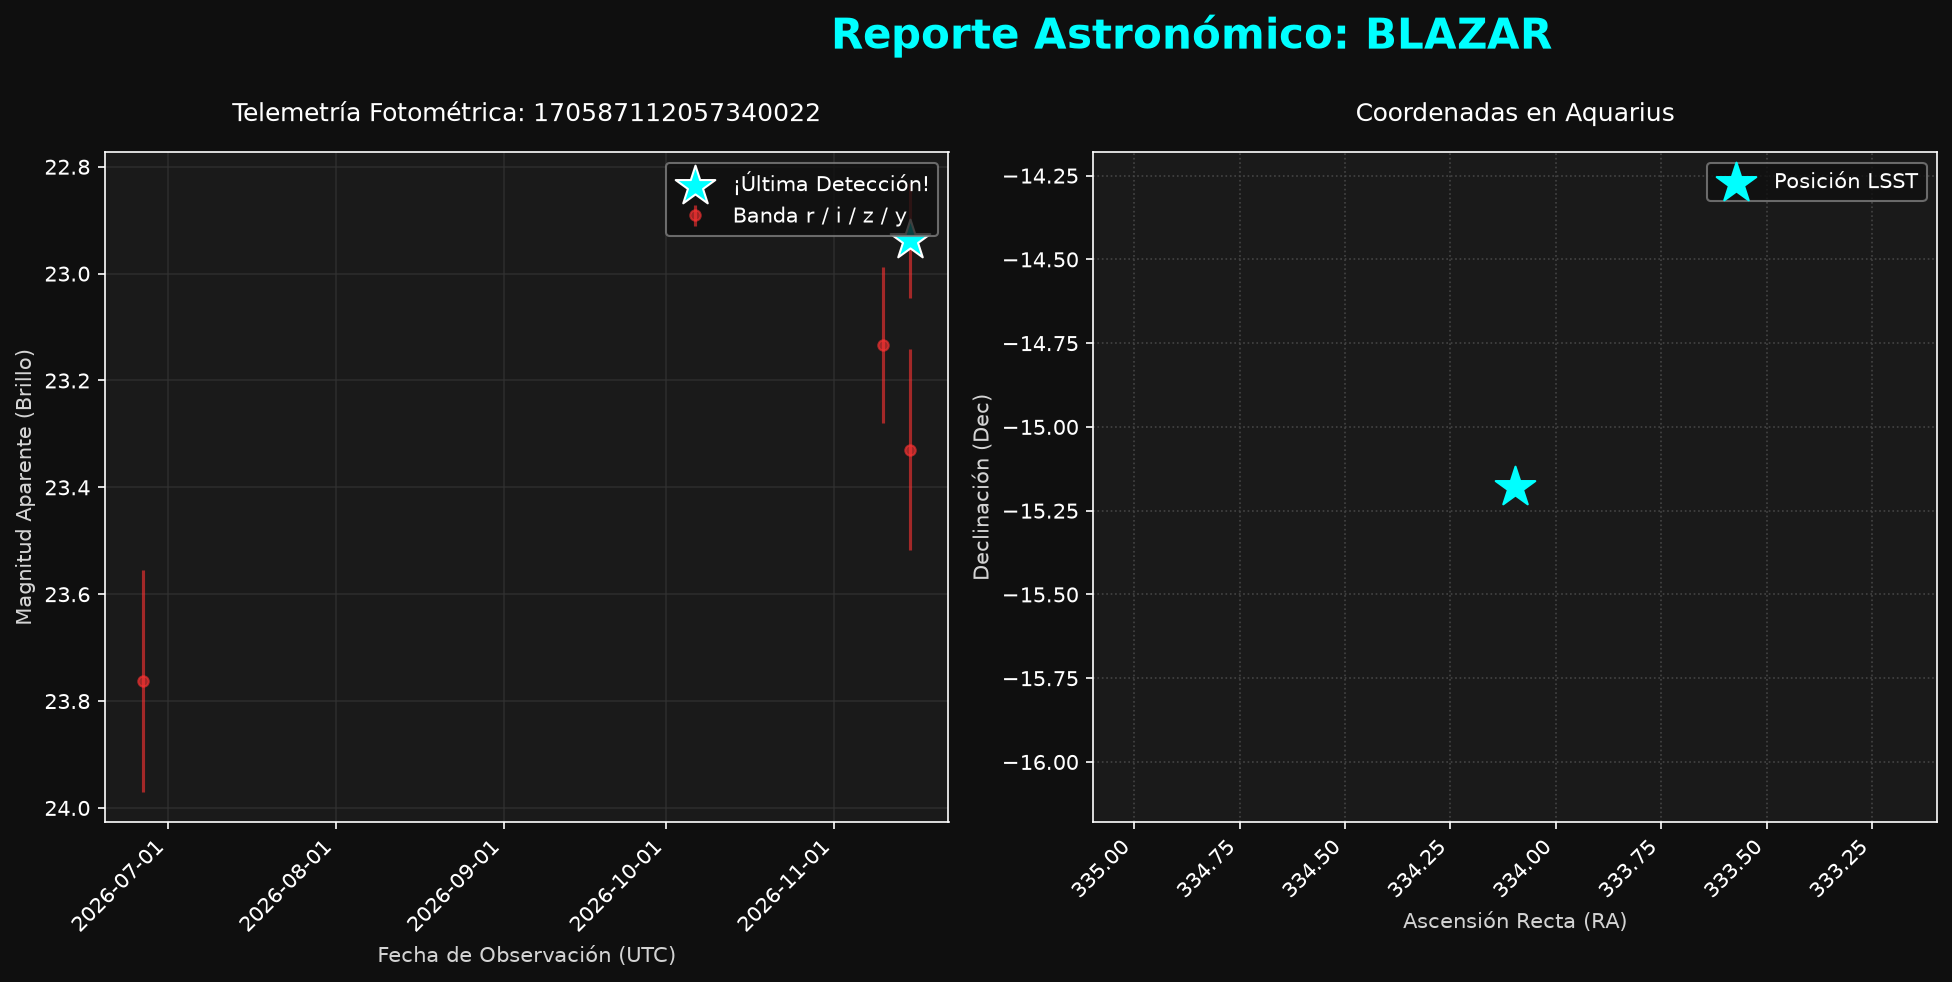 Reporte Astronómico: BLAZAR
Telemetría Fotométrica: 170587112057340022
¡Última Detección!
Banda r / i / z / y
22.8
23.0
23.2
23.4
23.6
23.8
24.0
Magnitud Aparente (Brillo)
2026-07-01
2026-08-01
2026-09-01
2026-10-01
2026-11-01
Fecha de Observación (UTC)
Coordenadas en Aquarius
Posición LSST
−14.25
−14.50
−14.75
−15.00
−15.25
−15.50
−15.75
−16.00
Declinación (Dec)
335.00
334.75
334.50
334.25
334.00
333.75
333.50
333.25
Ascensión Recta (RA)